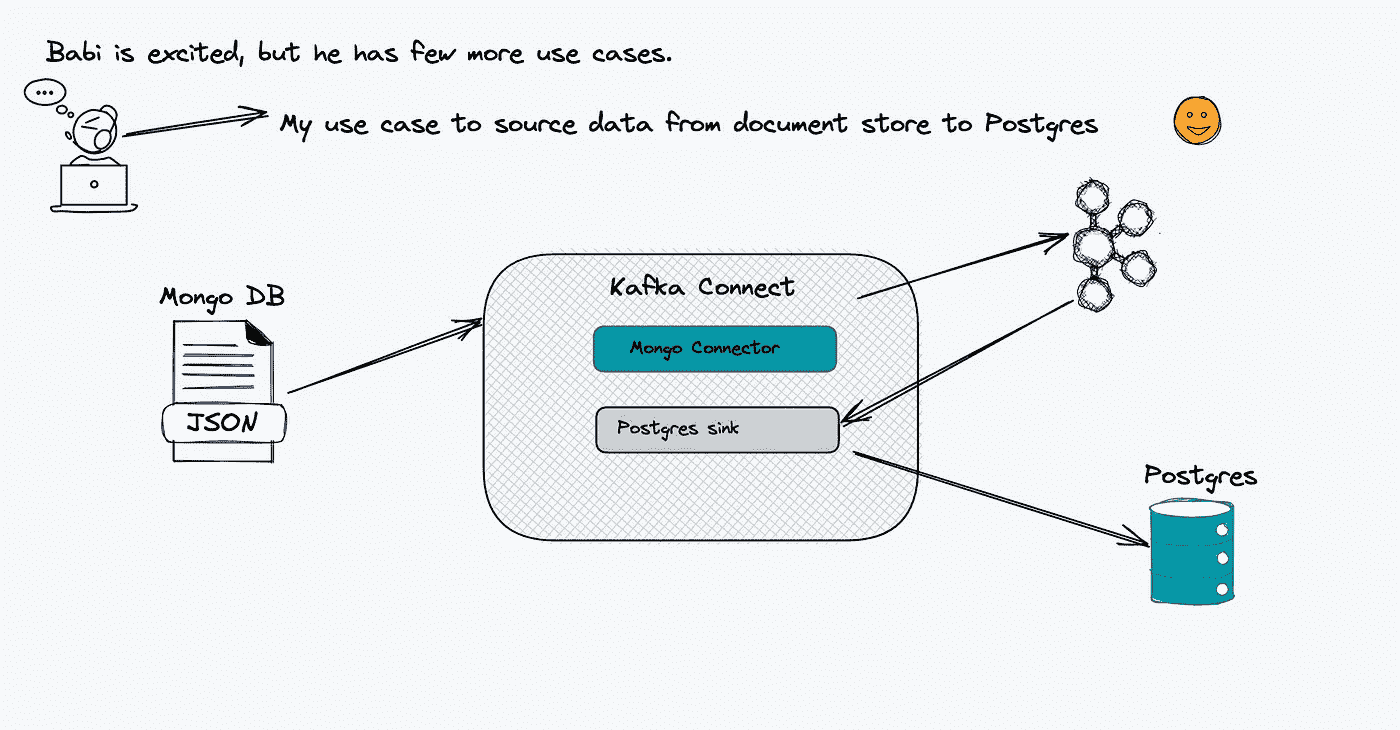 Babi is excited, but he has few more use cases.
...
My use case to source data from document store to Postgres
Kafka Connect
Mongo DB
Mongo Connector
JSON
Postgres sink
Postgres